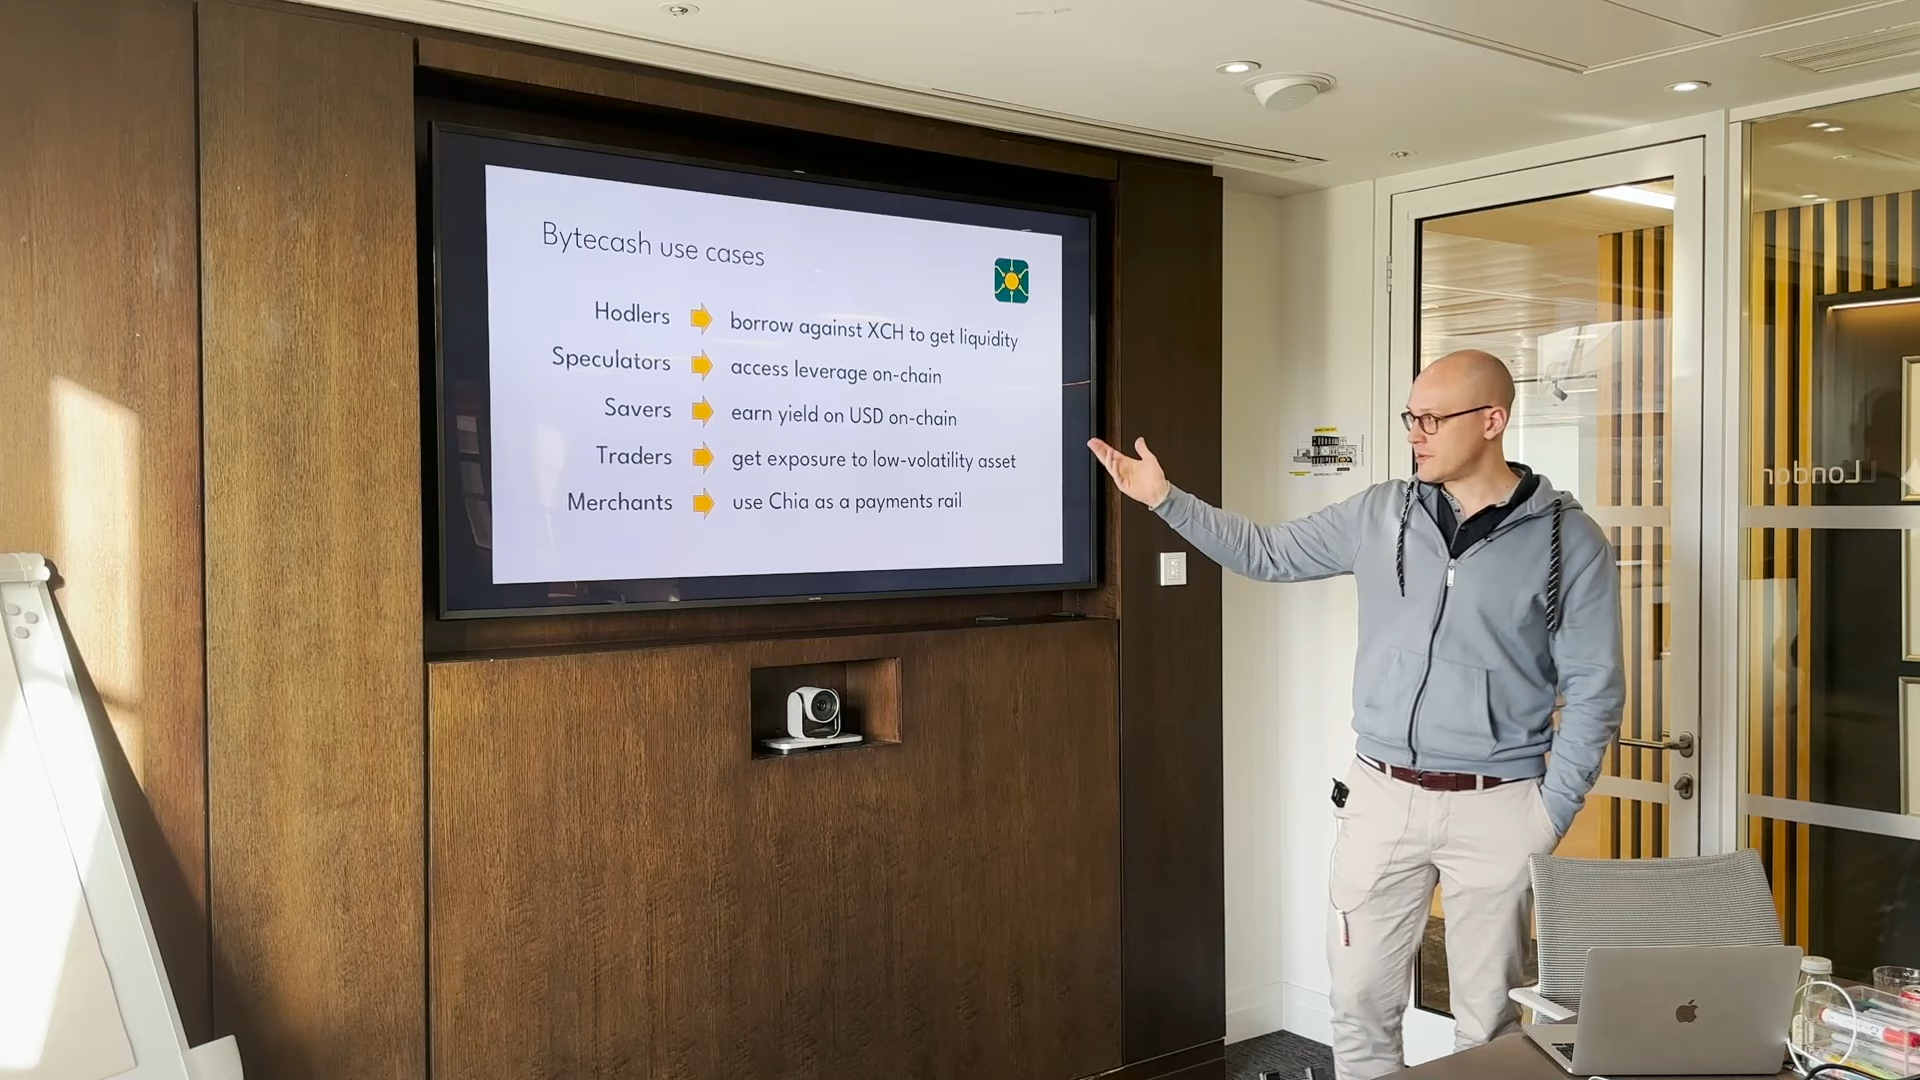 Bytecash use cases
Hodlers borrow against XCH to get liquidity
Speculators access leverage on-chain
Savers earn yield on USD on-chain
Traders get exposure to low-volatility asset
Merchants use Chia as a payments rail
London